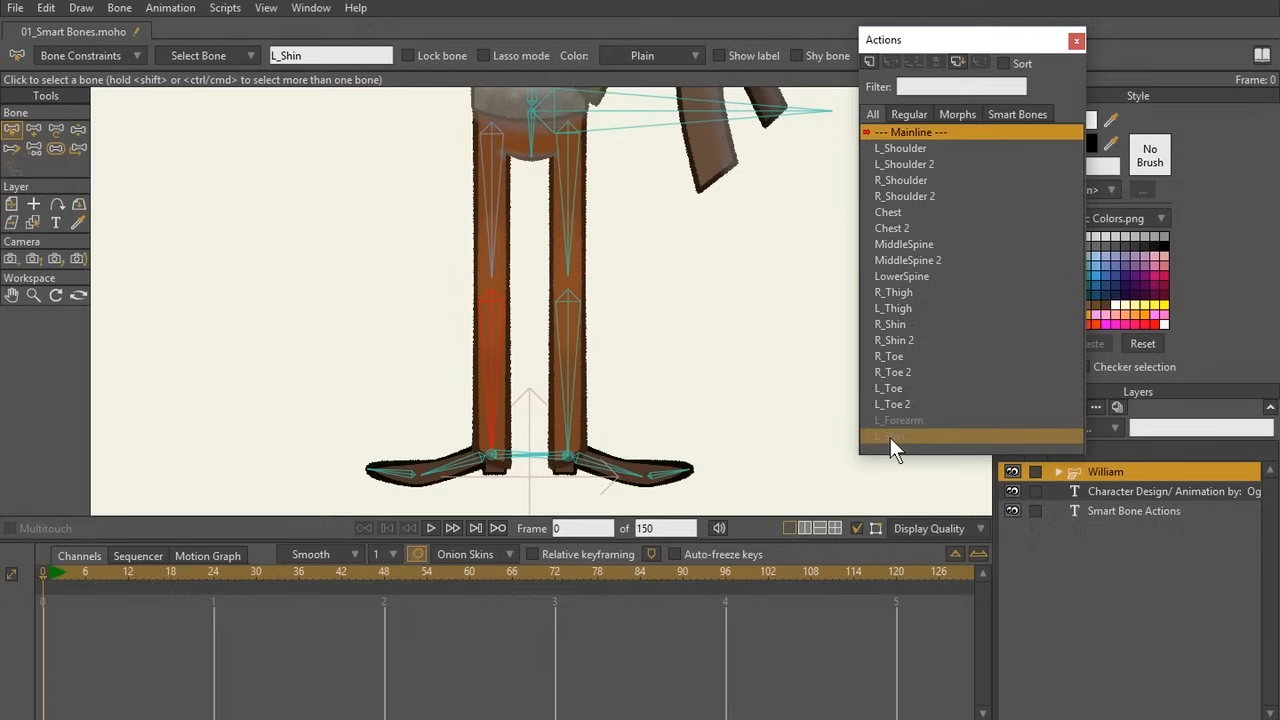 File Edit Draw Bone Animation Scripts View Window Help
01_Smart Bones.moho
Bone Constraints Select Bone L_Shin Lock bone Lasso mode Color: Plain Show label Shy bone
Click to select a bone (hold <shift> or <ctrl/cmd> to select more than one bone)
Frame: 0
Tools
Bone
Layer
Camera
Workspace
Actions
Sort
Filter:
All Regular Morphs Smart Bones
--- Mainline ---
L_Shoulder
L_Shoulder 2
R_Shoulder
R_Shoulder 2
Chest
Chest 2
MiddleSpine
MiddleSpine 2
LowerSpine
R_Thigh
L_Thigh
R_Shin
R_Shin 2
R_Toe
R_Toe 2
L_Toe
L_Toe 2
L_Forearm
Style
No
Brush
c Colors.png
aste Reset
Checker selection
Layers
William
Character Design/ Animation by: Og
Smart Bone Actions
Multitouch
Frame 0 of 150
Display Quality
Channels Sequencer Motion Graph Smooth 1 Onion Skins Relative keyframing Auto-freeze keys
0 6 12 18 24 30 36 42 48 54 60 66 72 78 84 90 96 102 108 114 120 126
0 1 2 3 4 5